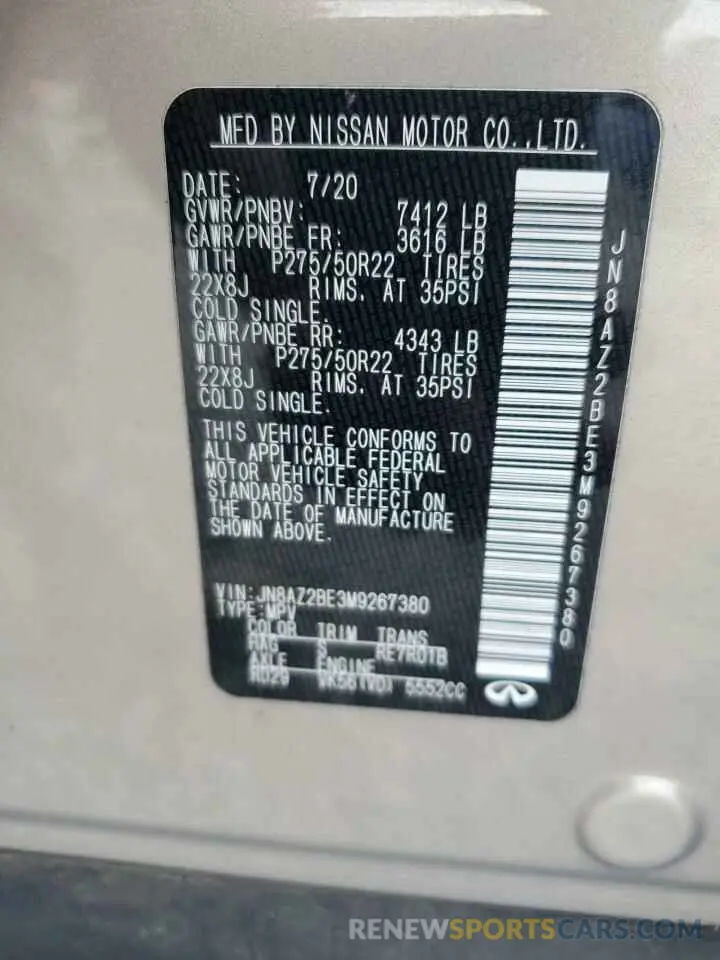 MFD BY NISSAN MOTOR CO.,LTD.
DATE: 7/20
GVWR/PNBV: 7412 LB
GAWR/PNBE FR: 3616 LB
WITH P275/50R22 TIRES
22X8J RIMS. AT 35PSI
COLD SINGLE.
GAWR/PNBE RR: 4343 LB
WITH P275/50R22 TIRES
22X8J RIMS. AT 35PSI
COLD SINGLE.
THIS VEHICLE CONFORMS TO
ALL APPLICABLE FEDERAL
MOTOR VEHICLE SAFETY
STANDARDS IN EFFECT ON
THE DATE OF MANUFACTURE
SHOWN ABOVE.
VIN:JN8AZ2BE3M9267380
TYPE:MPV
COLOR TRIM TRANS
S RE7R01B
AXLE ENGINE
RD29 VK56(VD) 5552CC
JN8AZ2BE3M9267380
RENEWSPORTSCARS.COM